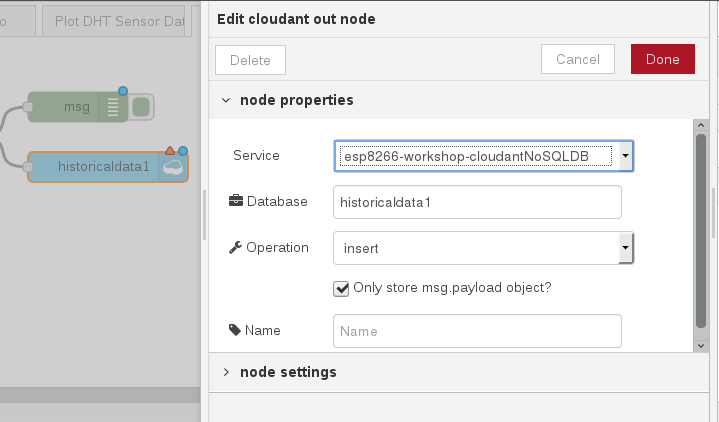 o
Plot DHT Sensor Dat
msg
historicaldata1
Edit cloudant out node
Delete
Cancel
Done
node properties
Service
esp8266-workshop-cloudantNoSQLDB
Database
historicaldata1
Operation
insert
Only store msg.payload object?
Name
Name
node settings